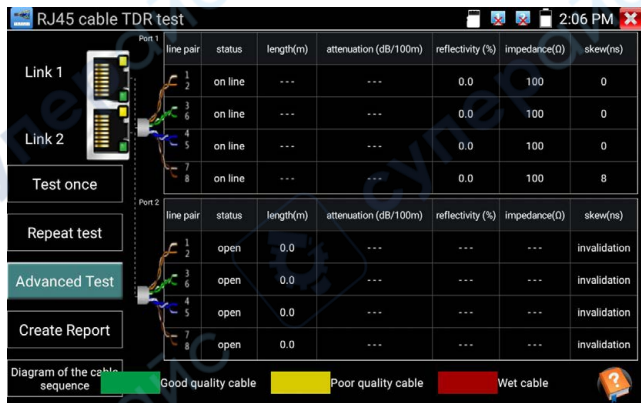 RJ45 cable TDR test
2:06 PM
Link 1
Link 2
Test once
Repeat test
Advanced Test
Create Report
Diagram of the cable
sequence
Port 1
line pair status length(m) attenuation (dB/100m) reflectivity (%) impedance(Ω) skew(ns)
1
2 on line --- --- 0.0 100 0
3
6 on line --- --- 0.0 100 0
4
5 on line --- --- 0.0 100 0
7
8 on line --- --- 0.0 100 8
Port 2
line pair status length(m) attenuation (dB/100m) reflectivity (%) impedance(Ω) skew(ns)
1
2 open 0.0 --- --- --- invalidation
3
6 open 0.0 --- --- --- invalidation
4
5 open 0.0 --- --- --- invalidation
7
8 open 0.0 --- --- --- invalidation
Good quality cable Poor quality cable Wet cable
суперайс